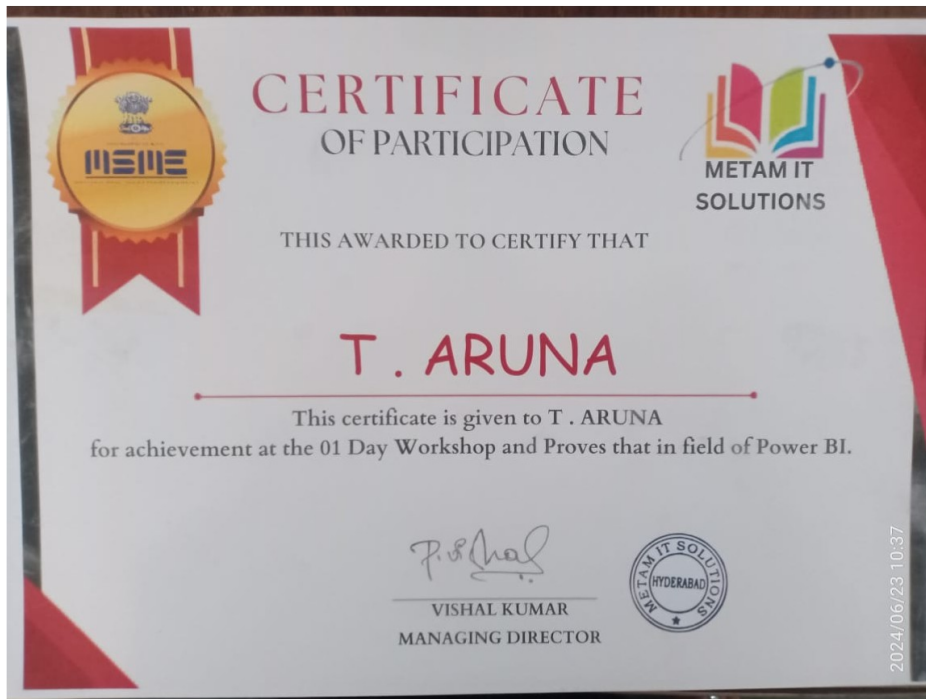 CERTIFICATE
OF PARTICIPATION
MSME
METAM IT
SOLUTIONS
THIS AWARDED TO CERTIFY THAT
T . ARUNA
This certificate is given to T . ARUNA
for achievement at the 01 Day Workshop and Proves that in field of Power BI.
VISHAL KUMAR
MANAGING DIRECTOR
METAM IT SOLUTIONS
HYDERABAD
2024/06/23 10:37